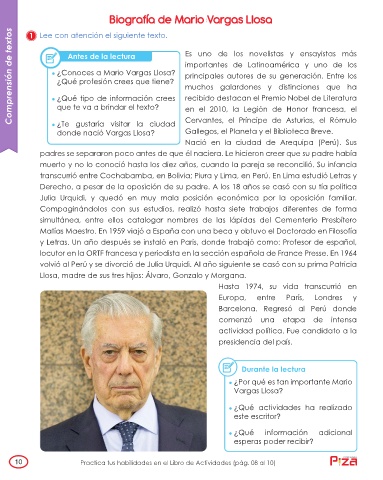 Biografía de Mario Vargas Llosa
1 Lee con atención el siguiente texto.
Comprensión de textos
Antes de la lectura
• ¿Conoces a Mario Vargas Llosa?
¿Qué profesión crees que tiene?
• ¿Qué tipo de información crees
que te va a brindar el texto?
• ¿Te gustaría visitar la ciudad
donde nació Vargas Llosa?
Es uno de los novelistas y ensayistas más
importantes de Latinoamérica y uno de los
principales autores de su generación. Entre los
muchos galardones y distinciones que ha
recibido destacan el Premio Nobel de Literatura
en el 2010, la Legión de Honor francesa, el
Cervantes, el Príncipe de Asturias, el Rómulo
Gallegos, el Planeta y el Biblioteca Breve.
Nació en la ciudad de Arequipa (Perú). Sus
padres se separaron poco antes de que él naciera. Le hicieron creer que su padre había
muerto y no lo conoció hasta los diez años, cuando la pareja se reconcilió. Su infancia
transcurrió entre Cochabamba, en Bolivia; Piura y Lima, en Perú. En Lima estudió Letras y
Derecho, a pesar de la oposición de su padre. A los 18 años se casó con su tía política
Julia Urquidi, y quedó en muy mala posición económica por la oposición familiar.
Compaginándolos con sus estudios, realizó hasta siete trabajos diferentes de forma
simultánea, entre ellos catalogar nombres de las lápidas del Cementerio Presbítero
Matías Maestro. En 1959 viajó a España con una beca y obtuvo el Doctorado en Filosofía
y Letras. Un año después se instaló en París, donde trabajó como: Profesor de español,
locutor en la ORTF francesa y periodista en la sección española de France Presse. En 1964
volvió al Perú y se divorció de Julia Urquidi. Al año siguiente se casó con su prima Patricia
Llosa, madre de sus tres hijos: Álvaro, Gonzalo y Morgana.
Hasta 1974, su vida transcurrió en
Europa, entre París, Londres y
Barcelona. Regresó al Perú donde
comenzó una etapa de intensa
actividad política. Fue candidato a la
presidencia del país.
Durante la lectura
• ¿Por qué es tan importante Mario
Vargas Llosa?
• ¿Qué actividades ha realizado
este escritor?
• ¿Qué información adicional
esperas poder recibir?
10
Practica tus habilidades en el Libro de Actividades (pág. 08 al 10)